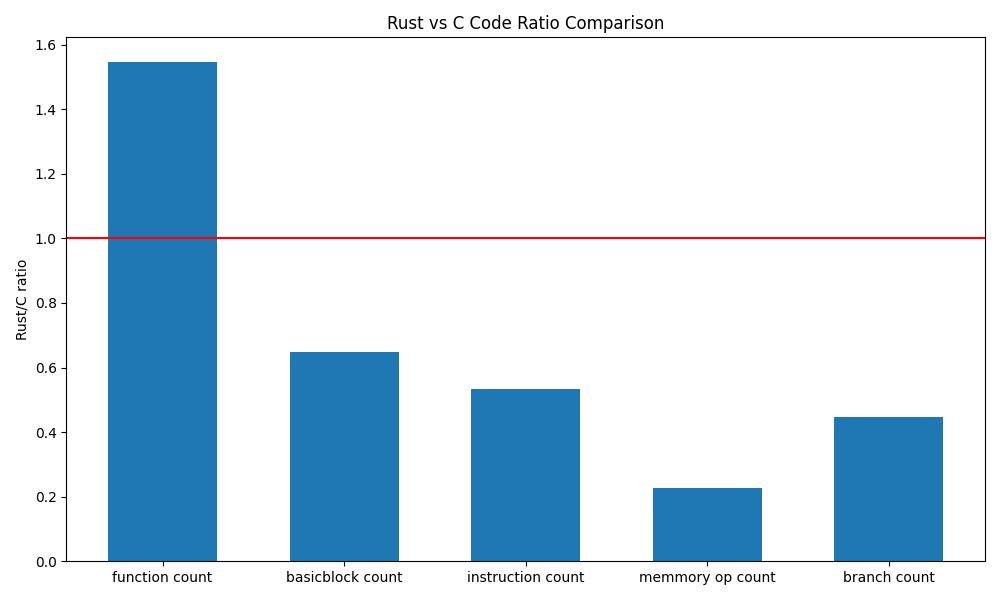 Rust vs C Code Ratio Comparison
Rust/C ratio
1.6
1.4
1.2
1.0
0.8
0.6
0.4
0.2
0.0
function count
basicblock count
instruction count
memmory op count
branch count